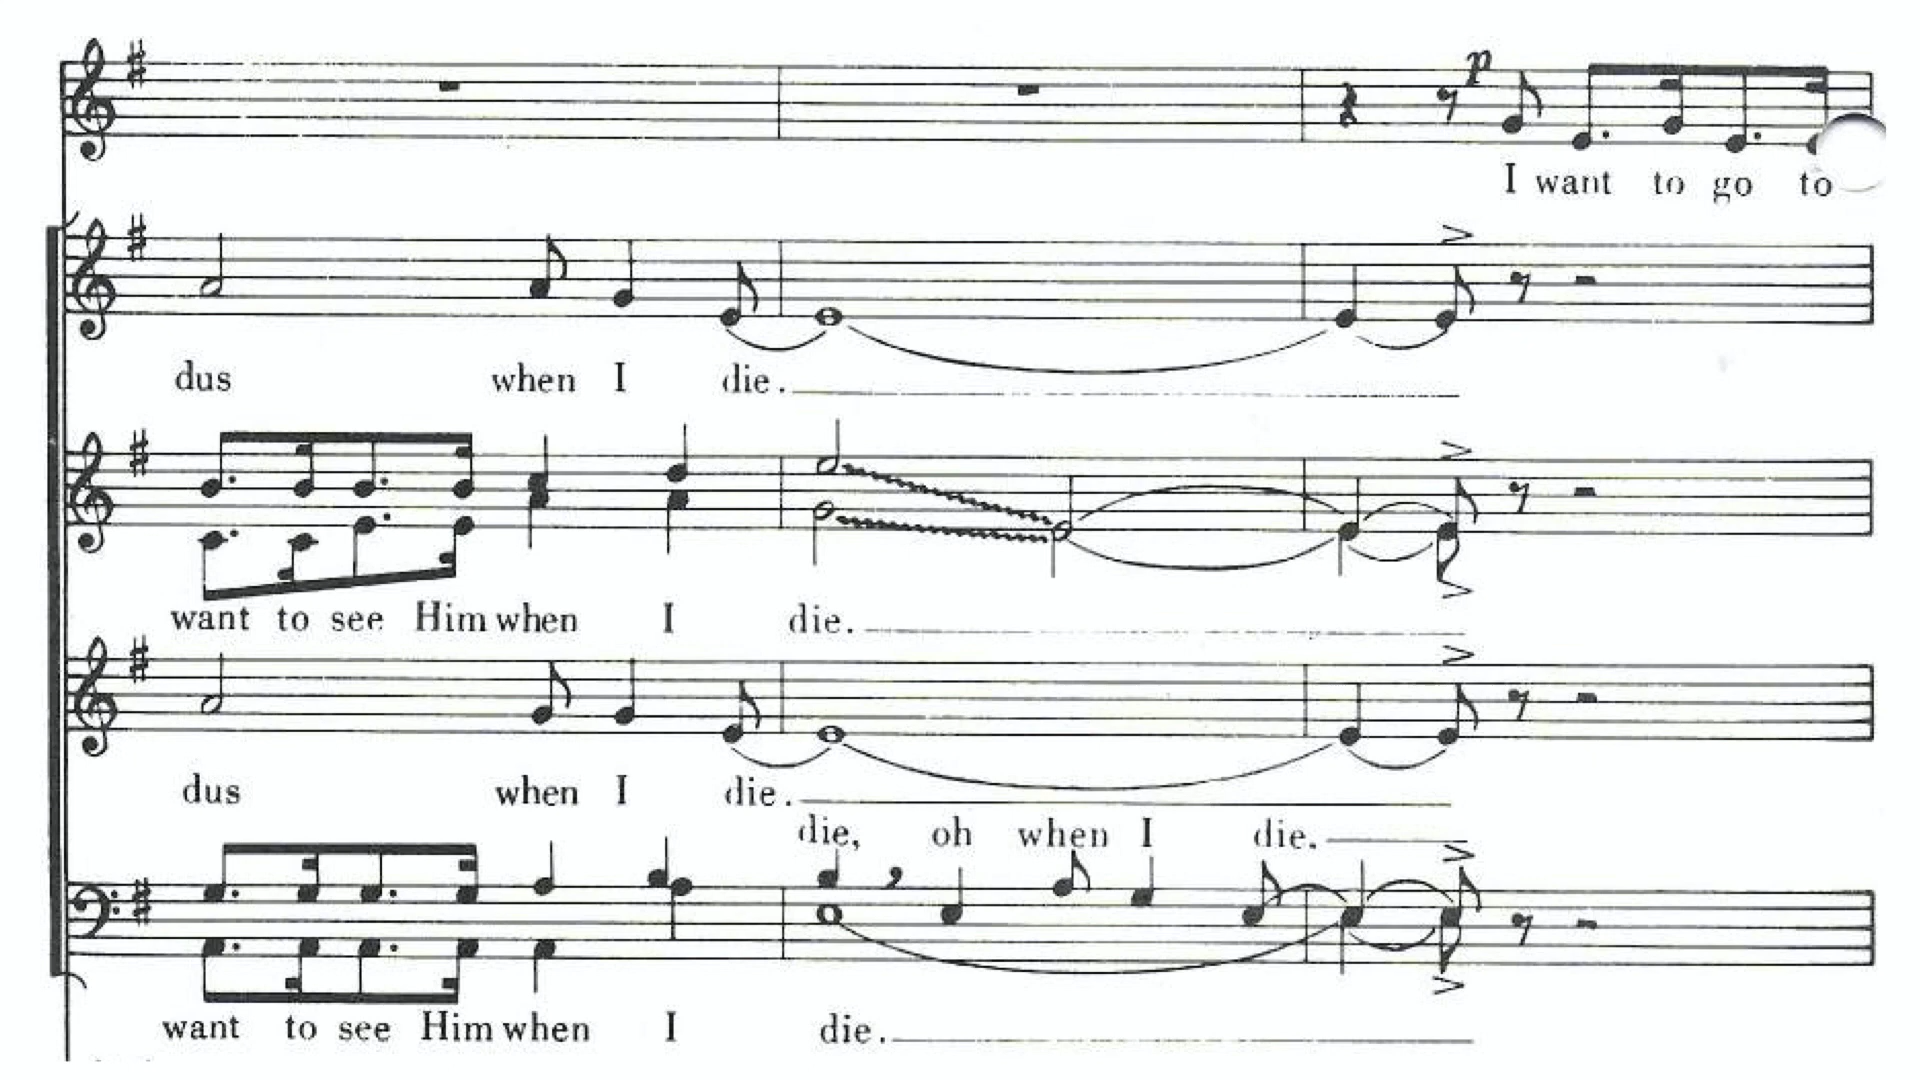 p
I want to go to
dus when I die.
want to see Him when I die.
dus when I die.
die, oh when I die.
want to see Him when I die.